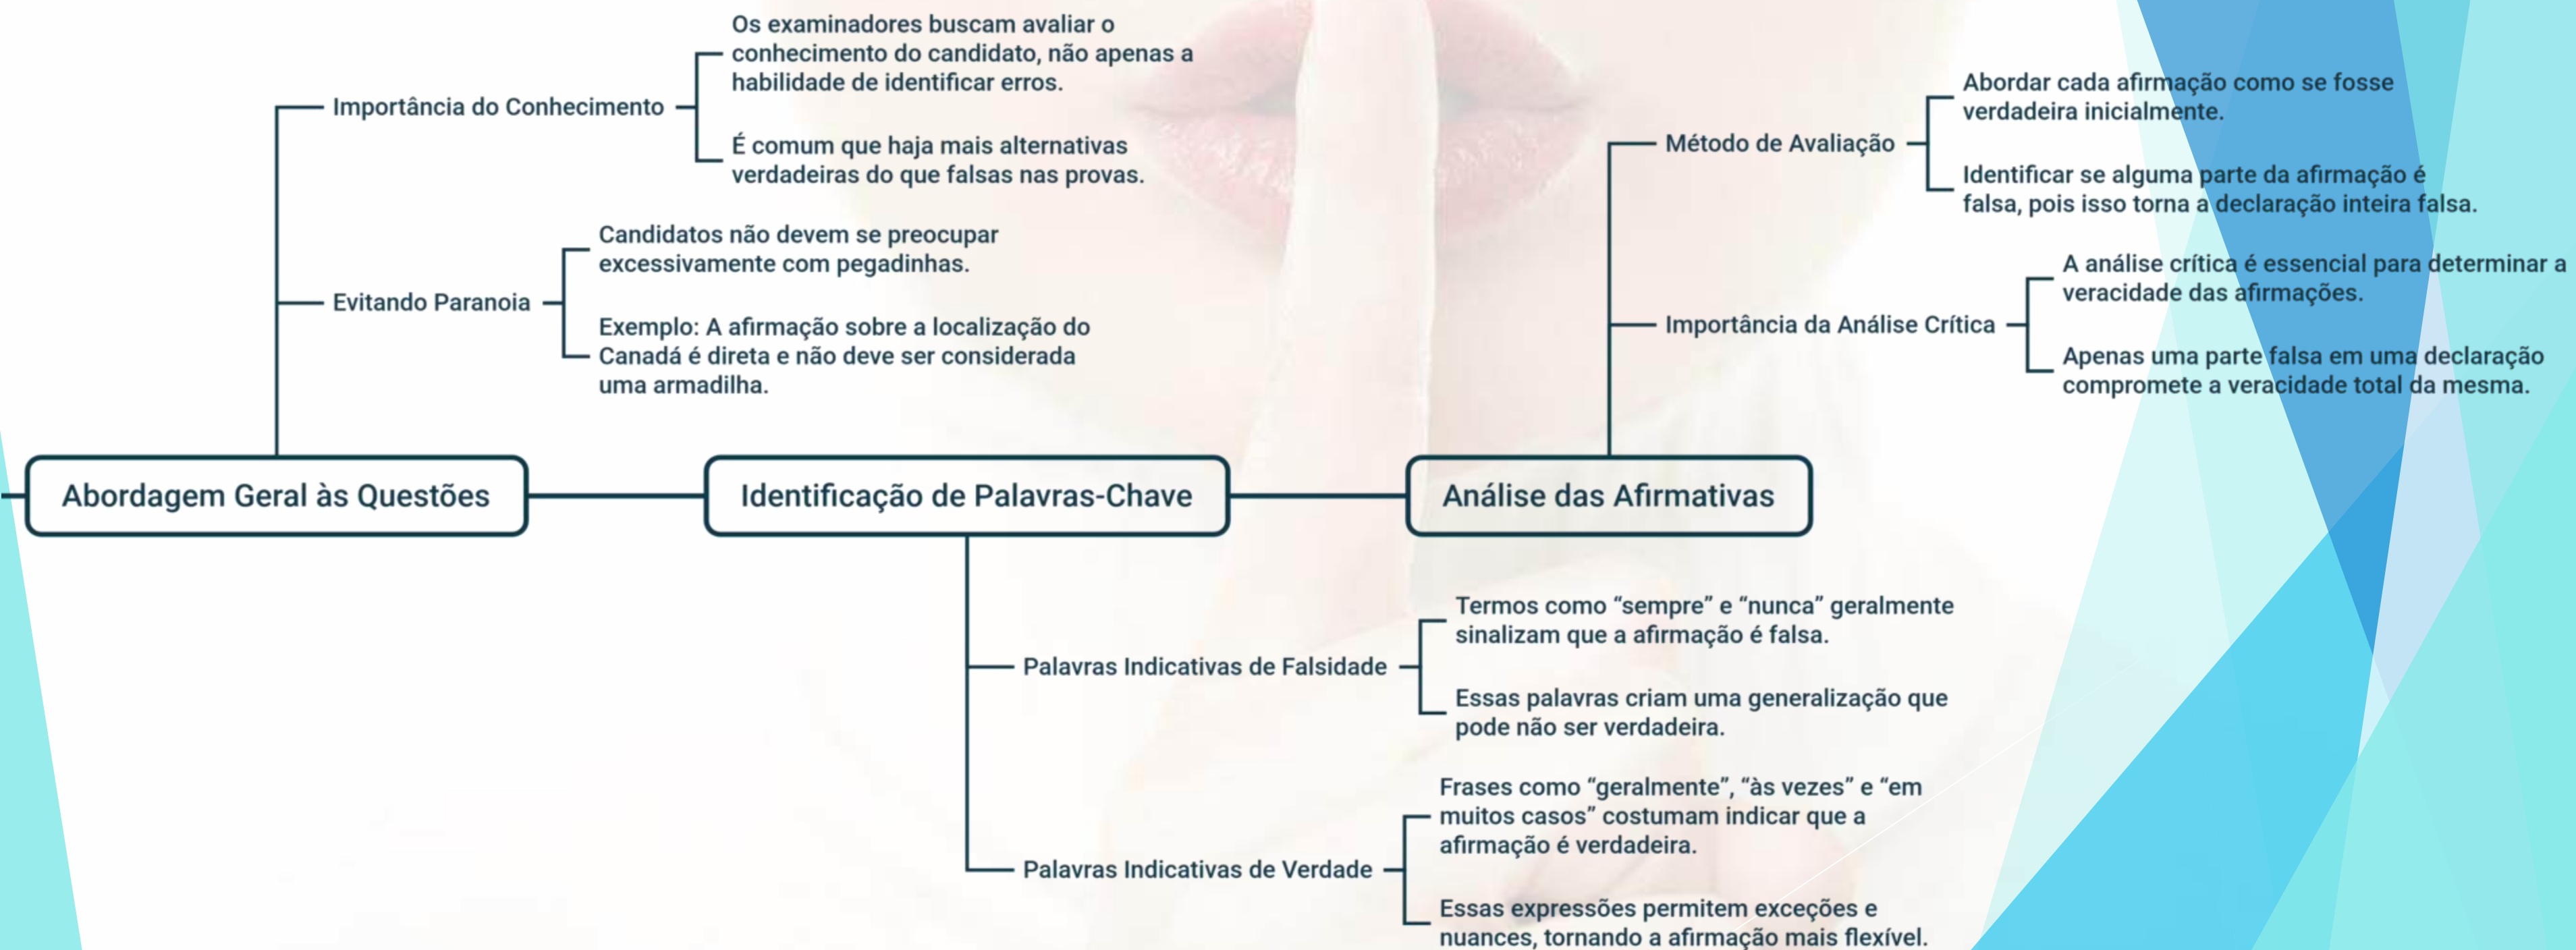 Os examinadores buscam avaliar o
conhecimento do candidato, não apenas a
habilidade de identificar erros.
Importância do Conhecimento
É comum que haja mais alternativas
verdadeiras do que falsas nas provas.
Candidatos não devem se preocupar
excessivamente com pegadinhas.
Evitando Paranoia
Exemplo: A afirmação sobre a localização do
Canadá é direta e não deve ser considerada
uma armadilha.
Abordagem Geral às Questões
Identificação de Palavras-Chave
Termos como “sempre” e “nunca” geralmente
sinalizam que a afirmação é falsa.
Palavras Indicativas de Falsidade
Essas palavras criam uma generalização que
pode não ser verdadeira.
Frases como “geralmente”, “às vezes” e “em
muitos casos” costumam indicar que a
afirmação é verdadeira.
Palavras Indicativas de Verdade
Essas expressões permitem exceções e
nuances, tornando a afirmação mais flexível.
Análise das Afirmativas
Abordar cada afirmação como se fosse
verdadeira inicialmente.
Método de Avaliação
Identificar se alguma parte da afirmação é
falsa, pois isso torna a declaração inteira falsa.
A análise crítica é essencial para determinar a
veracidade das afirmações.
Importância da Análise Crítica
Apenas uma parte falsa em uma declaração
compromete a veracidade total da mesma.